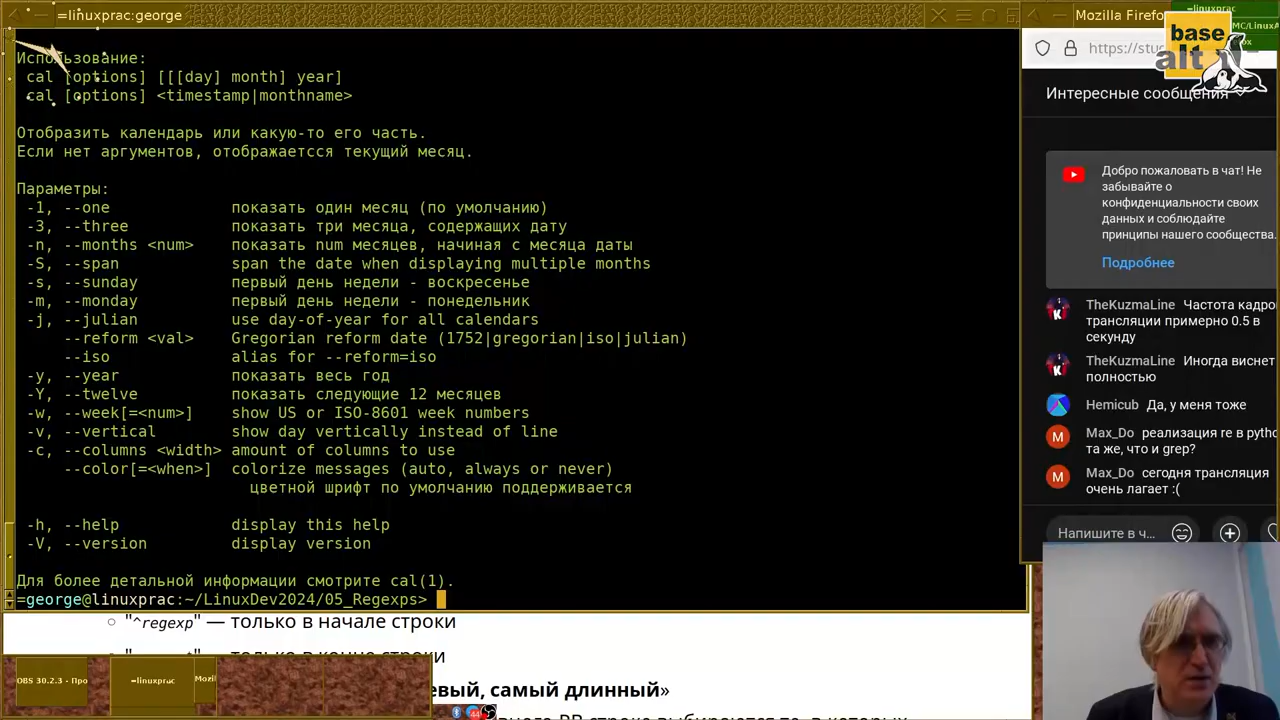 =linuxprac:george
Использование:
cal [options] [[[day] month] year]
cal [options] <timestamp|monthname>
Отобразить календарь или какую-то его часть.
Если нет аргументов, отображаетсся текущий месяц.
Параметры:
-1, --one показать один месяц (по умолчанию)
-3, --three показать три месяца, содержащих дату
-n, --months <num> показать num месяцев, начиная с месяца даты
-S, --span span the date when displaying multiple months
-s, --sunday первый день недели - воскресенье
-m, --monday первый день недели - понедельник
-j, --julian use day-of-year for all calendars
--reform <val> Gregorian reform date (1752|gregorian|iso|julian)
--iso alias for --reform=iso
-y, --year показать весь год
-Y, --twelve показать следующие 12 месяцев
-w, --week[=<num>] show US or ISO-8601 week numbers
-v, --vertical show day vertically instead of line
-c, --columns <width> amount of columns to use
--color[=<when>] colorize messages (auto, always or never)
цветной шрифт по умолчанию поддерживается
-h, --help display this help
-V, --version display version
Для более детальной информации смотрите cal(1).
=george@linuxprac:~/LinuxDev2024/05_Regexps>
"^regexp" — только в начале строки
только в конце строки
самый длинный»
OBS 30.2.3 - Про
=linuxprac
Mozil
Mozilla Firefo
=linuxprac
base
alt
https://stu
Интересные сообщения
Добро пожаловать в чат! Не
забывайте о
конфиденциальности своих
данных и соблюдайте
принципы нашего сообщества.
Подробнее
TheKuzmaLine Частота кадро
трансляции примерно 0.5 в
секунду
TheKuzmaLine Иногда виснет
полностью
Hemicub Да, у меня тоже
Max_Do реализация re в pyth
та же, что и grep?
Max_Do сегодня трансляция
очень лагает :(
Напишите в ч...